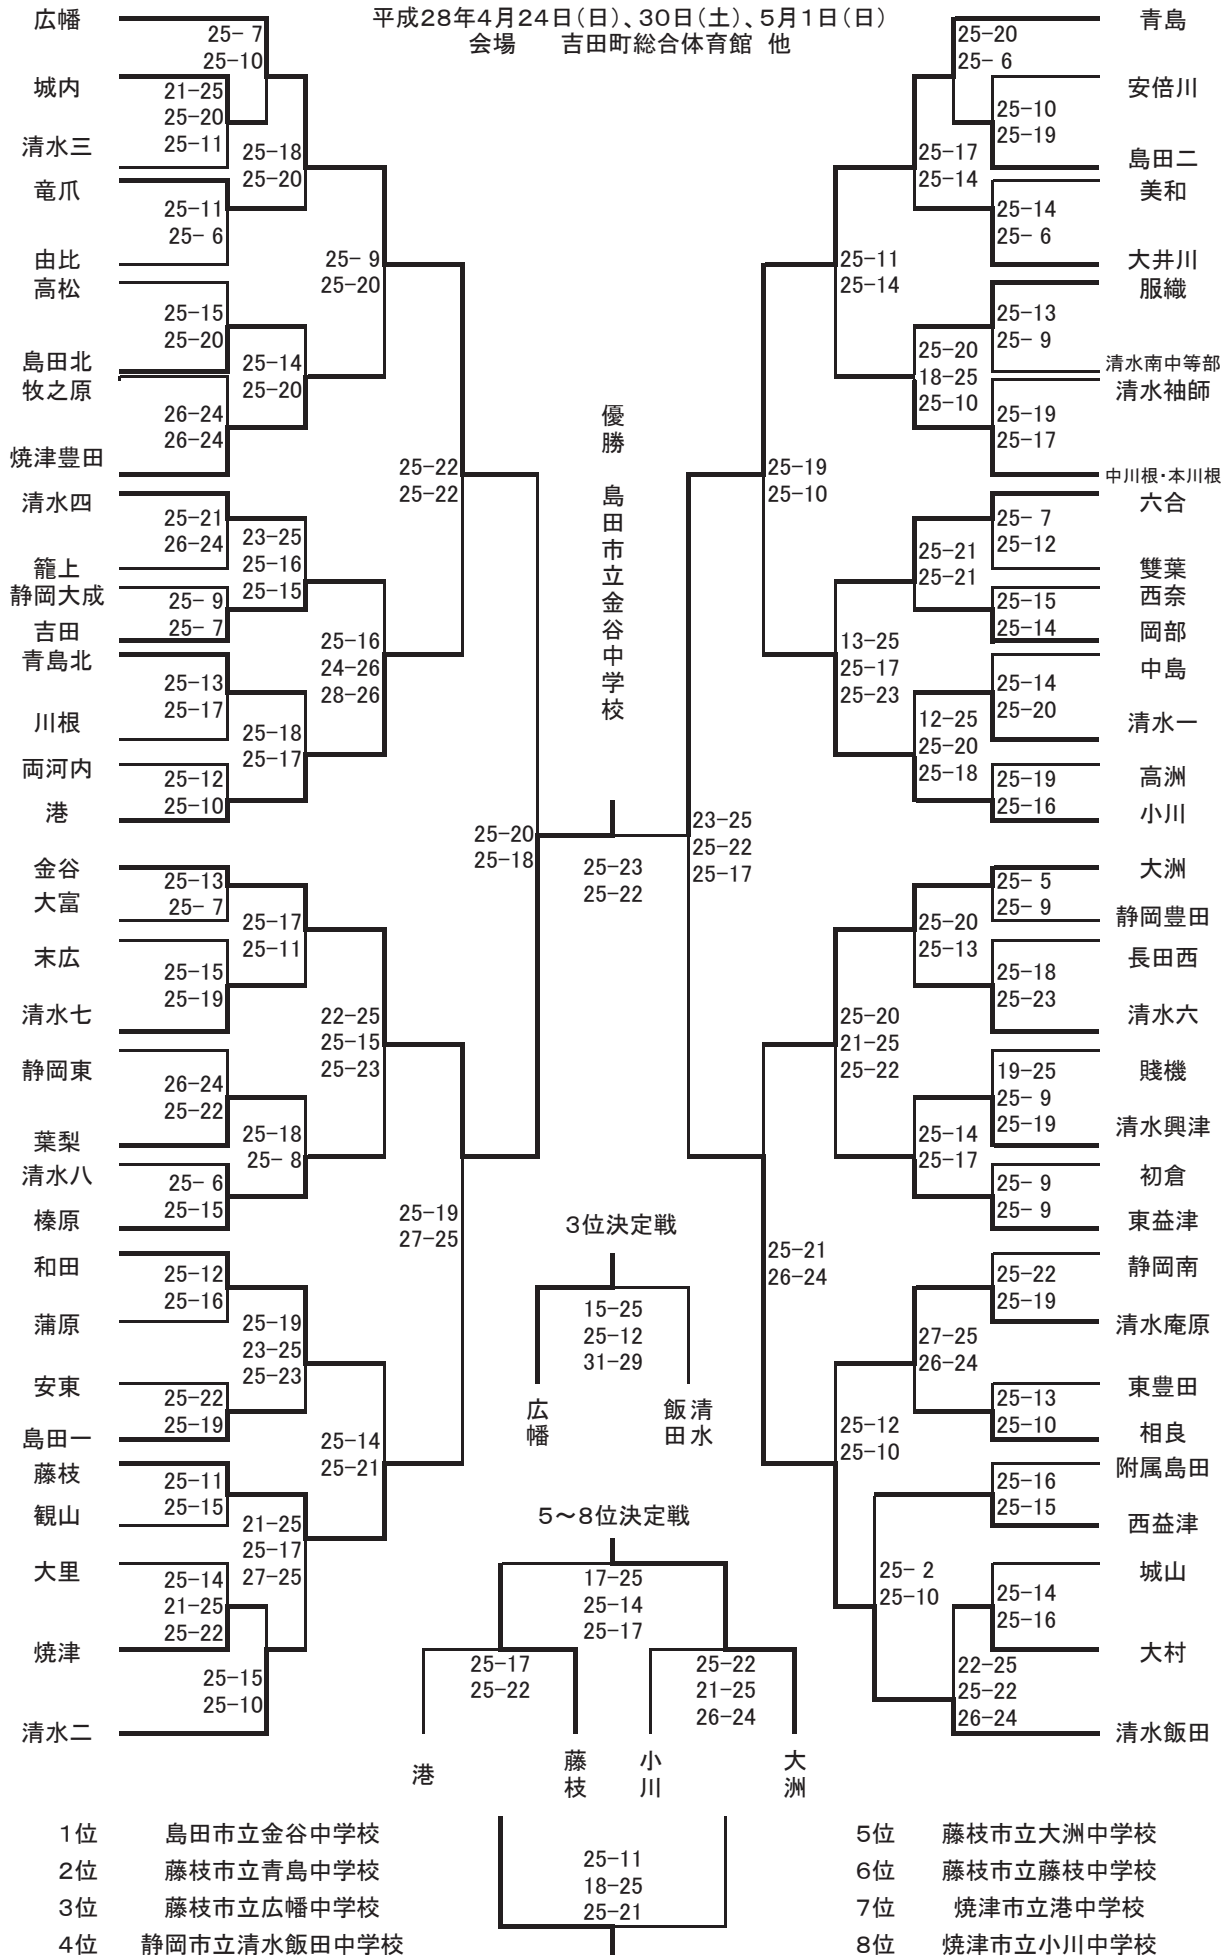 平成28年4月24日(日)、30日(土)、5月1日(日)
会場 吉田町総合体育館 他
広幡
城内
清水三
竜爪
由比
高松
島田北
牧之原
焼津豊田
清水四
籠上
静岡大成
吉田
青島北
川根
両河内
港
金谷
大富
末広
清水七
静岡東
葉梨
清水八
榛原
和田
蒲原
安東
島田一
藤枝
観山
大里
焼津
清水二
25- 7
25-10
21-25
25-20
25-11
25-11
25- 6
25-15
25-20
26-24
26-24
25-21
26-24
25- 9
25- 7
25-13
25-17
25-12
25-10
25-13
25- 7
25-15
25-19
26-24
25-22
25- 6
25-15
25-12
25-16
25-22
25-19
25-11
25-15
25-14
21-25
25-22
25-15
25-10
25-18
25-20
25-14
25-20
23-25
25-16
25-15
25-18
25-17
25-17
25-11
25-18
25- 8
25-19
23-25
25-23
21-25
25-17
27-25
25- 9
25-20
25-16
24-26
28-26
22-25
25-15
25-23
25-14
25-21
25-22
25-22
25-19
27-25
25-20
25-18
優勝 島田市立金谷中学校
25-23
25-22
23-25
25-22
25-17
25-19
25-10
25-21
26-24
25-11
25-14
13-25
25-17
25-23
25-20
21-25
25-22
25-12
25-10
25-17
25-14
25-20
18-25
25-10
25-21
25-21
12-25
25-20
25-18
25-20
25-13
25-14
25-17
27-25
26-24
25- 2
25-10
25-20
25- 6
25-10
25-19
25-14
25- 6
25-13
25- 9
25-19
25-17
25- 7
25-12
25-15
25-14
25-14
25-20
25-19
25-16
25- 5
25- 9
25-18
25-23
19-25
25- 9
25-19
25- 9
25- 9
25-22
25-19
25-13
25-10
25-16
25-15
25-14
25-16
22-25
25-22
26-24
青島
安倍川
島田二
美和
大井川
服織
清水南中等部
清水袖師
中川根・本川根
六合
雙葉
西奈
岡部
中島
清水一
高洲
小川
大洲
静岡豊田
長田西
清水六
賤機
清水興津
初倉
東益津
静岡南
清水庵原
東豊田
相良
附属島田
西益津
城山
大村
清水飯田
3位決定戦
15-25
25-12
31-29
広幡
清水飯田
5~8位決定戦
17-25
25-14
25-17
25-17
25-22
25-22
21-25
26-24
港
藤枝
小川
大洲
25-11
18-25
25-21
1位 島田市立金谷中学校
2位 藤枝市立青島中学校
3位 藤枝市立広幡中学校
4位 静岡市立清水飯田中学校
5位 藤枝市立大洲中学校
6位 藤枝市立藤枝中学校
7位 焼津市立港中学校
8位 焼津市立小川中学校